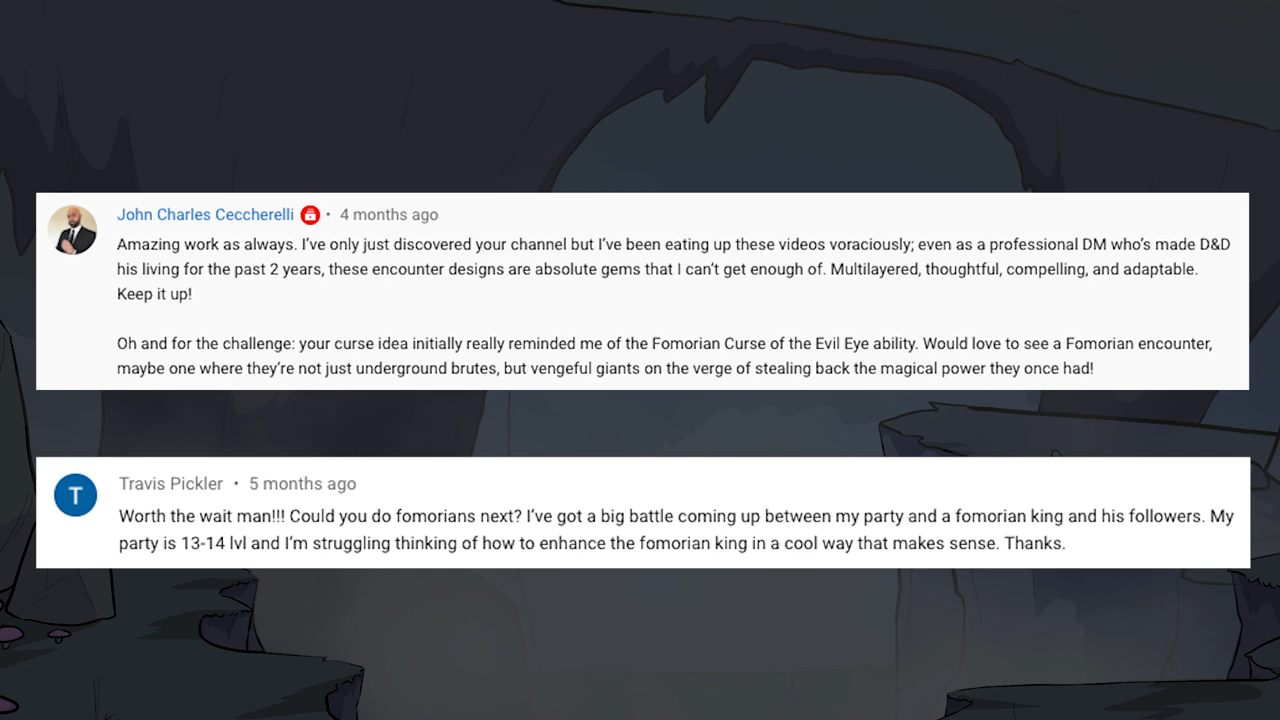 John Charles Ceccherelli • 4 months ago
Amazing work as always. I've only just discovered your channel but I've been eating up these videos voraciously; even as a professional DM who's made D&D
his living for the past 2 years, these encounter designs are absolute gems that I can't get enough of. Multilayered, thoughtful, compelling, and adaptable.
Keep it up!
Oh and for the challenge: your curse idea initially really reminded me of the Fomorian Curse of the Evil Eye ability. Would love to see a Fomorian encounter,
maybe one where they're not just underground brutes, but vengeful giants on the verge of stealing back the magical power they once had!
T
Travis Pickler • 5 months ago
Worth the wait man!!! Could you do fomorians next? I've got a big battle coming up between my party and a fomorian king and his followers. My
party is 13-14 lvl and I'm struggling thinking of how to enhance the fomorian king in a cool way that makes sense. Thanks.